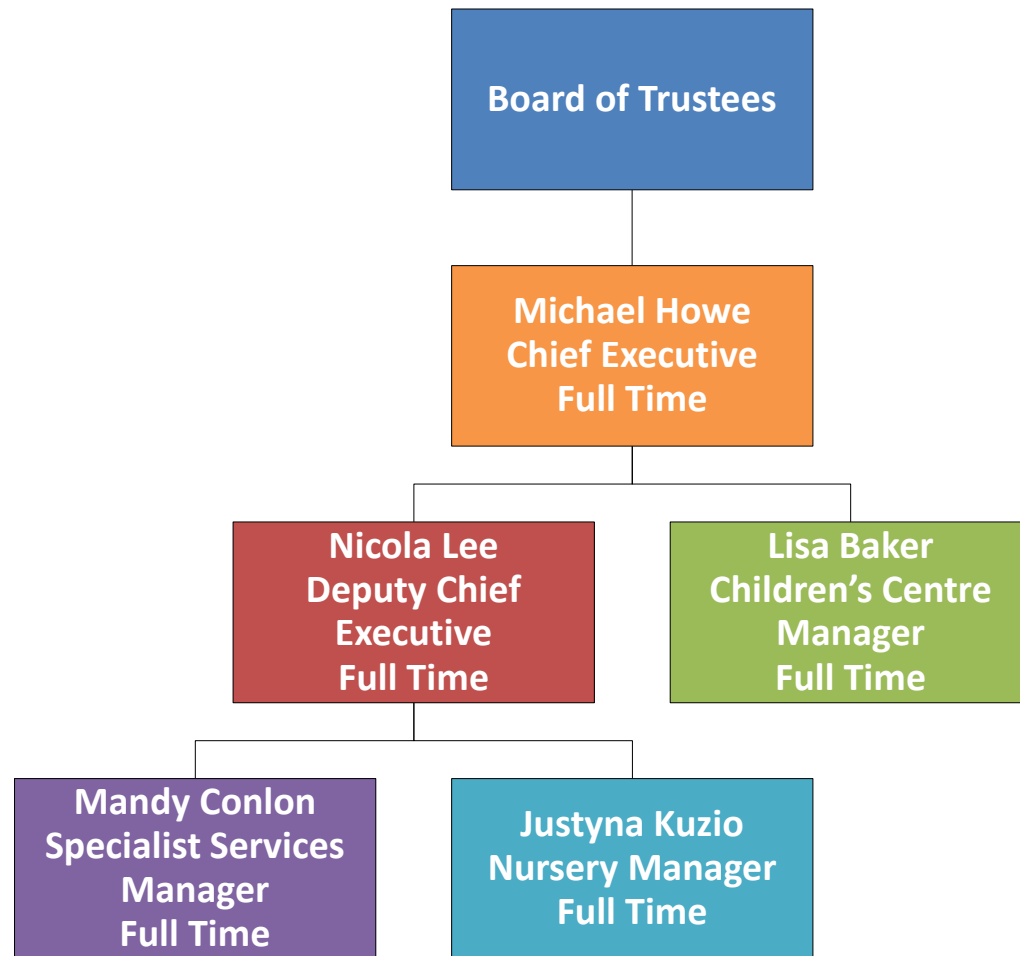 Board of Trustees
Michael Howe
Chief Executive
Full Time
Nicola Lee
Deputy Chief
Executive
Full Time
Lisa Baker
Children’s Centre
Manager
Full Time
Mandy Conlon
Specialist Services
Manager
Full Time
Justyna Kuzio
Nursery Manager
Full Time